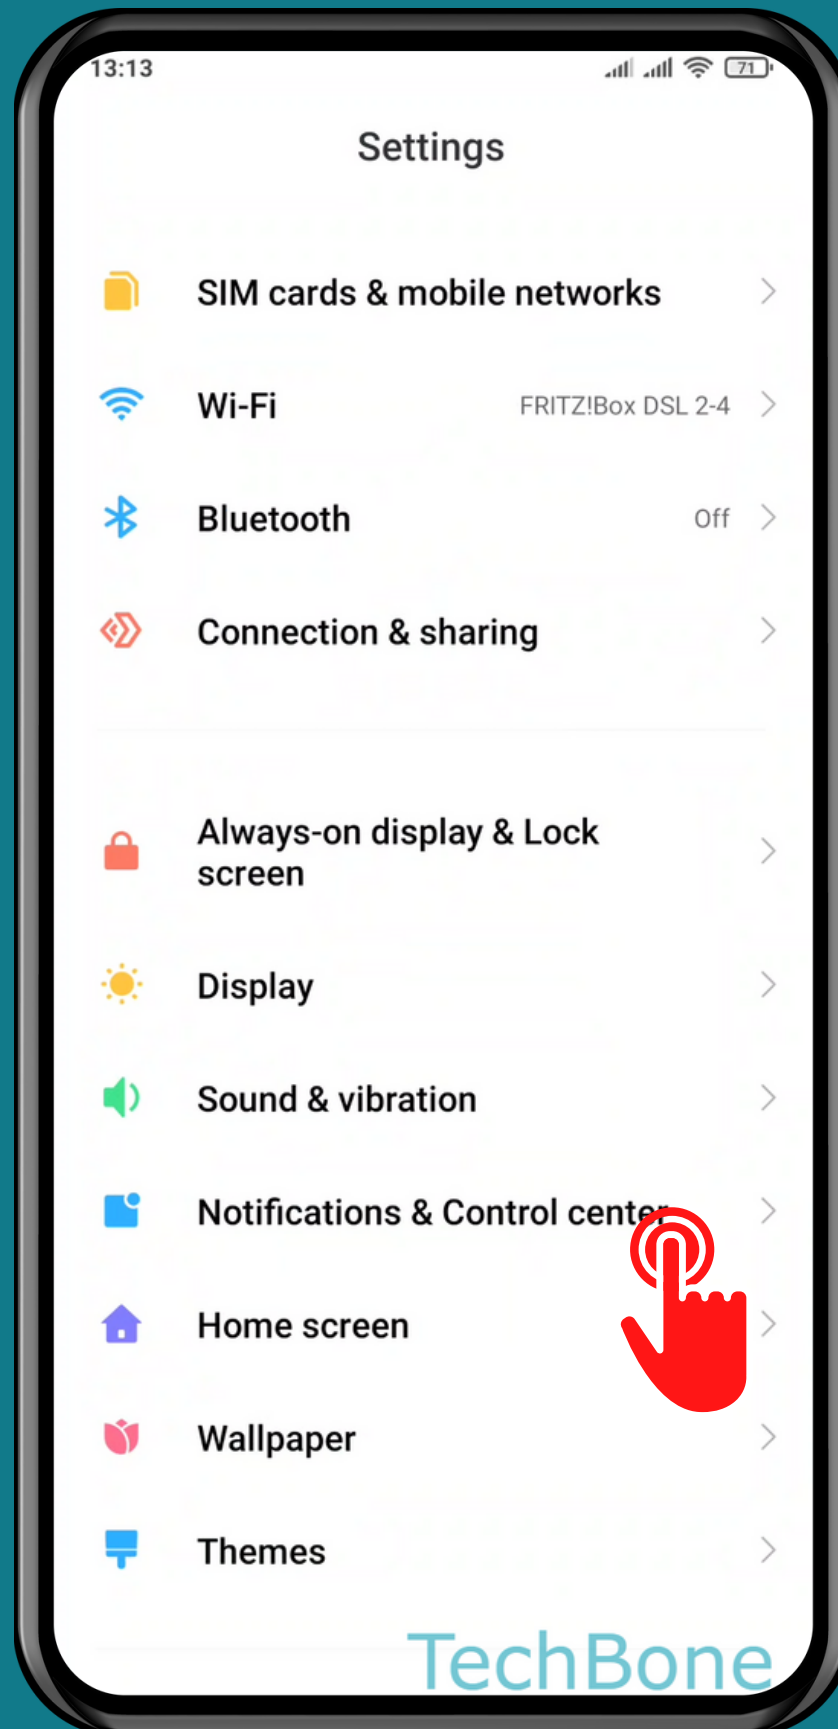 13:13
71
Settings
SIM cards & mobile networks
Wi-Fi
FRITZ!Box DSL 2-4
Bluetooth
Off
Connection & sharing
Always-on display & Lock
screen
Display
Sound & vibration
Notifications & Control center
Home screen
Wallpaper
Themes
TechBone